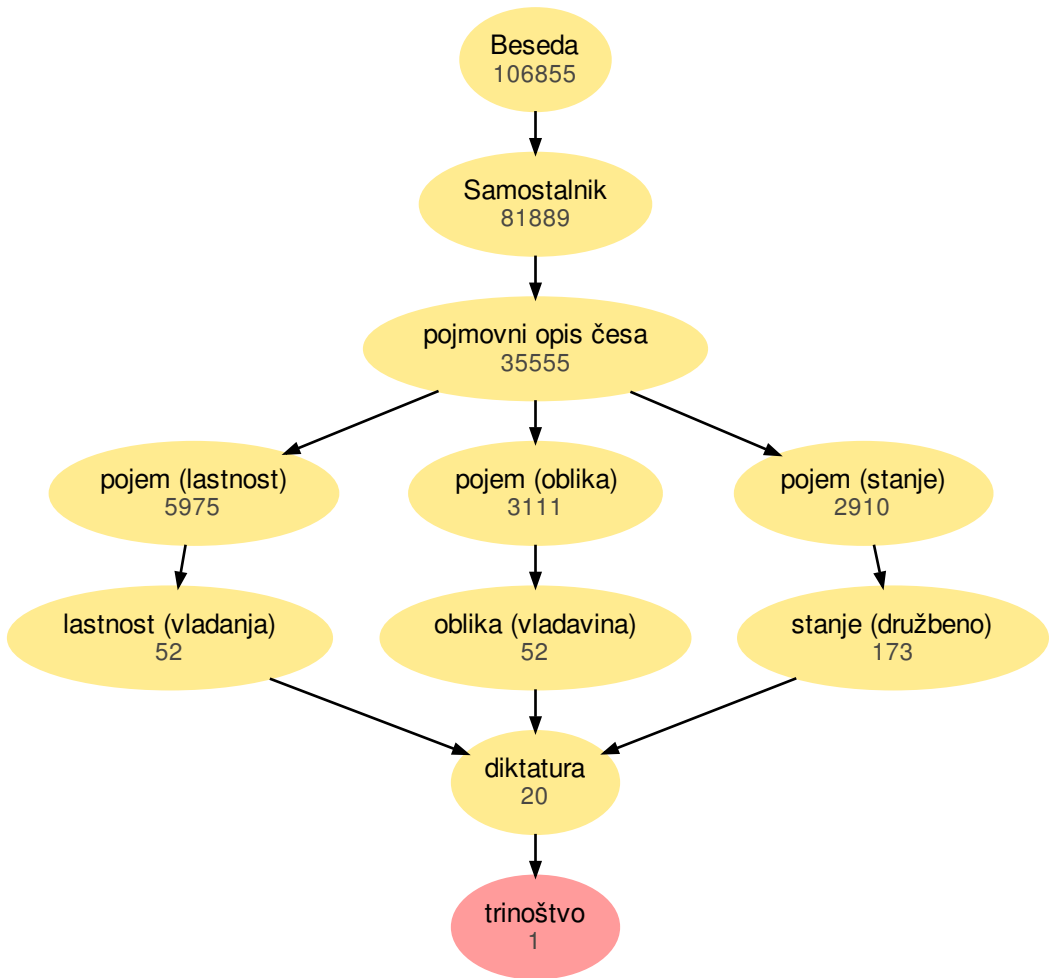 Beseda
106855
Samostalnik
81889
pojmovni opis česa
35555
pojem (lastnost)
5975
pojem (oblika)
3111
pojem (stanje)
2910
lastnost (vladanja)
52
oblika (vladavina)
52
stanje (družbeno)
173
diktatura
20
trinoštvo
1